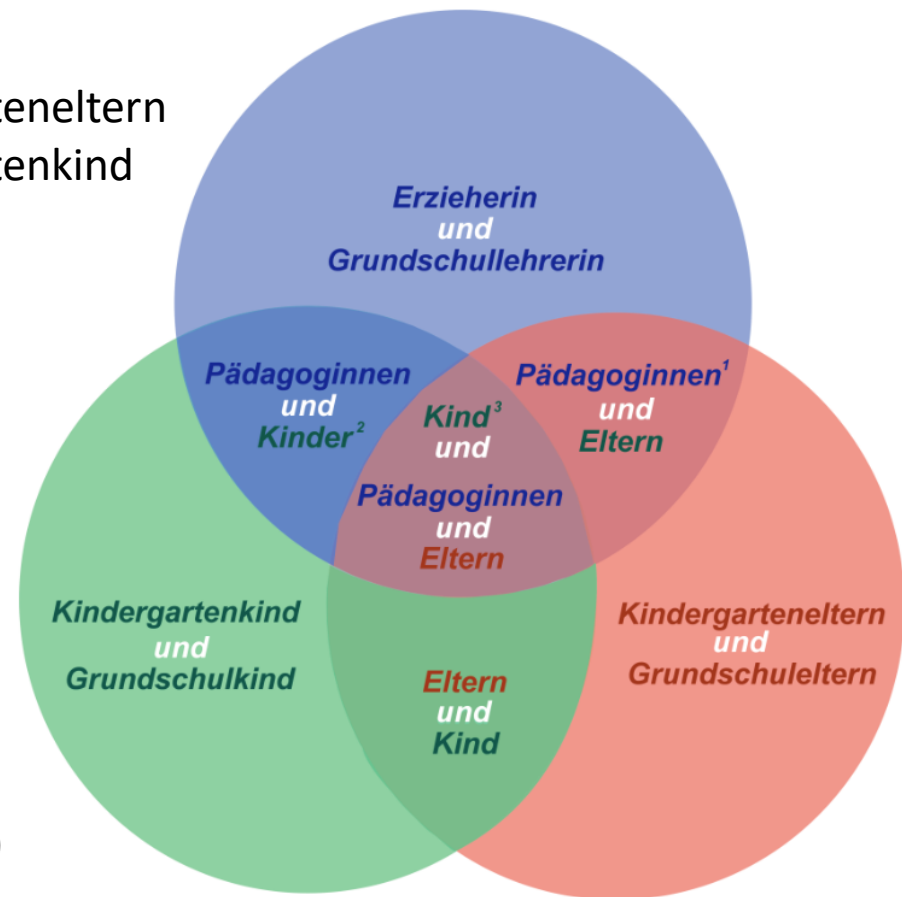 teneltern
tenkind
Erzieherin
und
Grundschullehrerin
Pädagoginnen
und
Kinder²
Kind³
und
Pädagoginnen
und
Eltern
Pädagoginnen¹
und
Eltern
Kindergartenkind
und
Grundschulkind
Eltern
und
Kind
Kindergarteneltern
und
Grundschuleltern
)